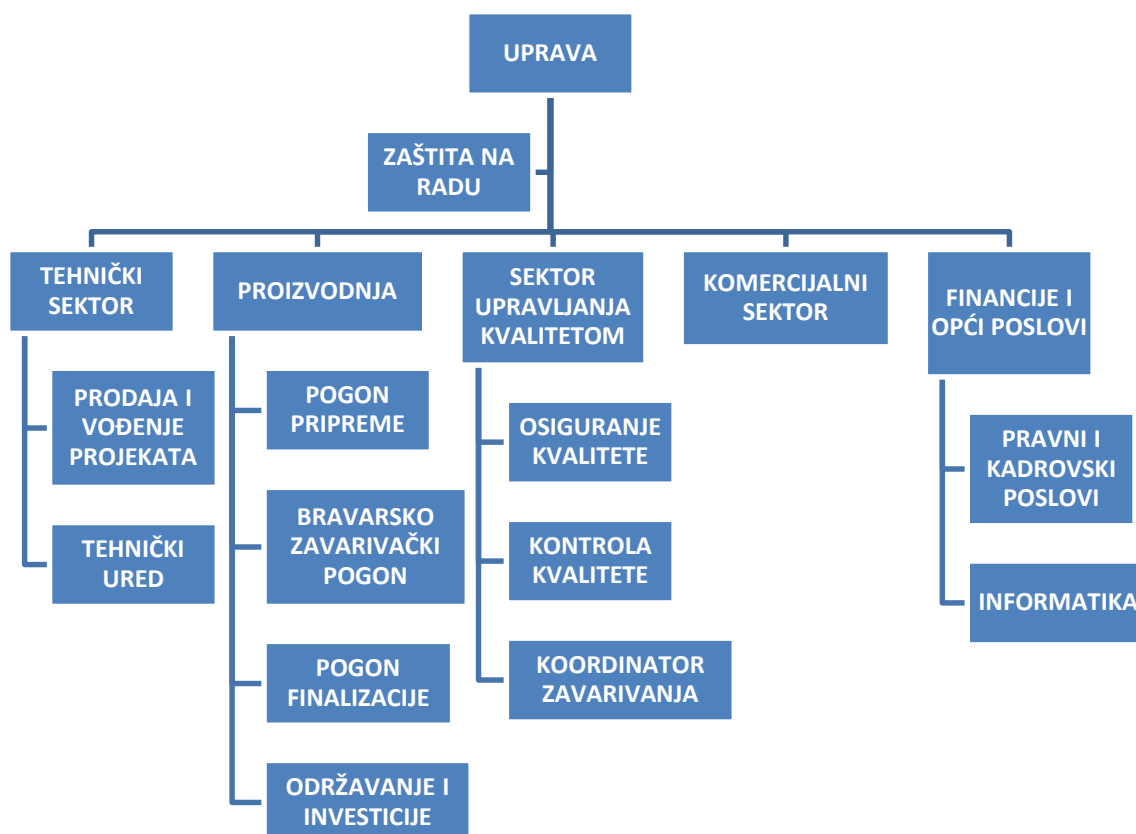 UPRAVA
ZAŠTITA NA
RADU
TEHNIČKI
SEKTOR
PRODAJA I
VOĐENJE
PROJEKATA
TEHNIČKI
URED
PROIZVODNJA
POGON
PRIPREME
BRAVARSKO
ZAVARIVAČKI
POGON
POGON
FINALIZACIJE
ODRŽAVANJE I
INVESTICIJE
SEKTOR
UPRAVLJANJA
KVALITETOM
OSIGURANJE
KVALITETE
KONTROLA
KVALITETE
KOORDINATOR
ZAVARIVANJA
KOMERCIJALNI
SEKTOR
FINANCIJE I
OPĆI POSLOVI
PRAVNI I
KADROVSKI
POSLOVI
INFORMATIKA